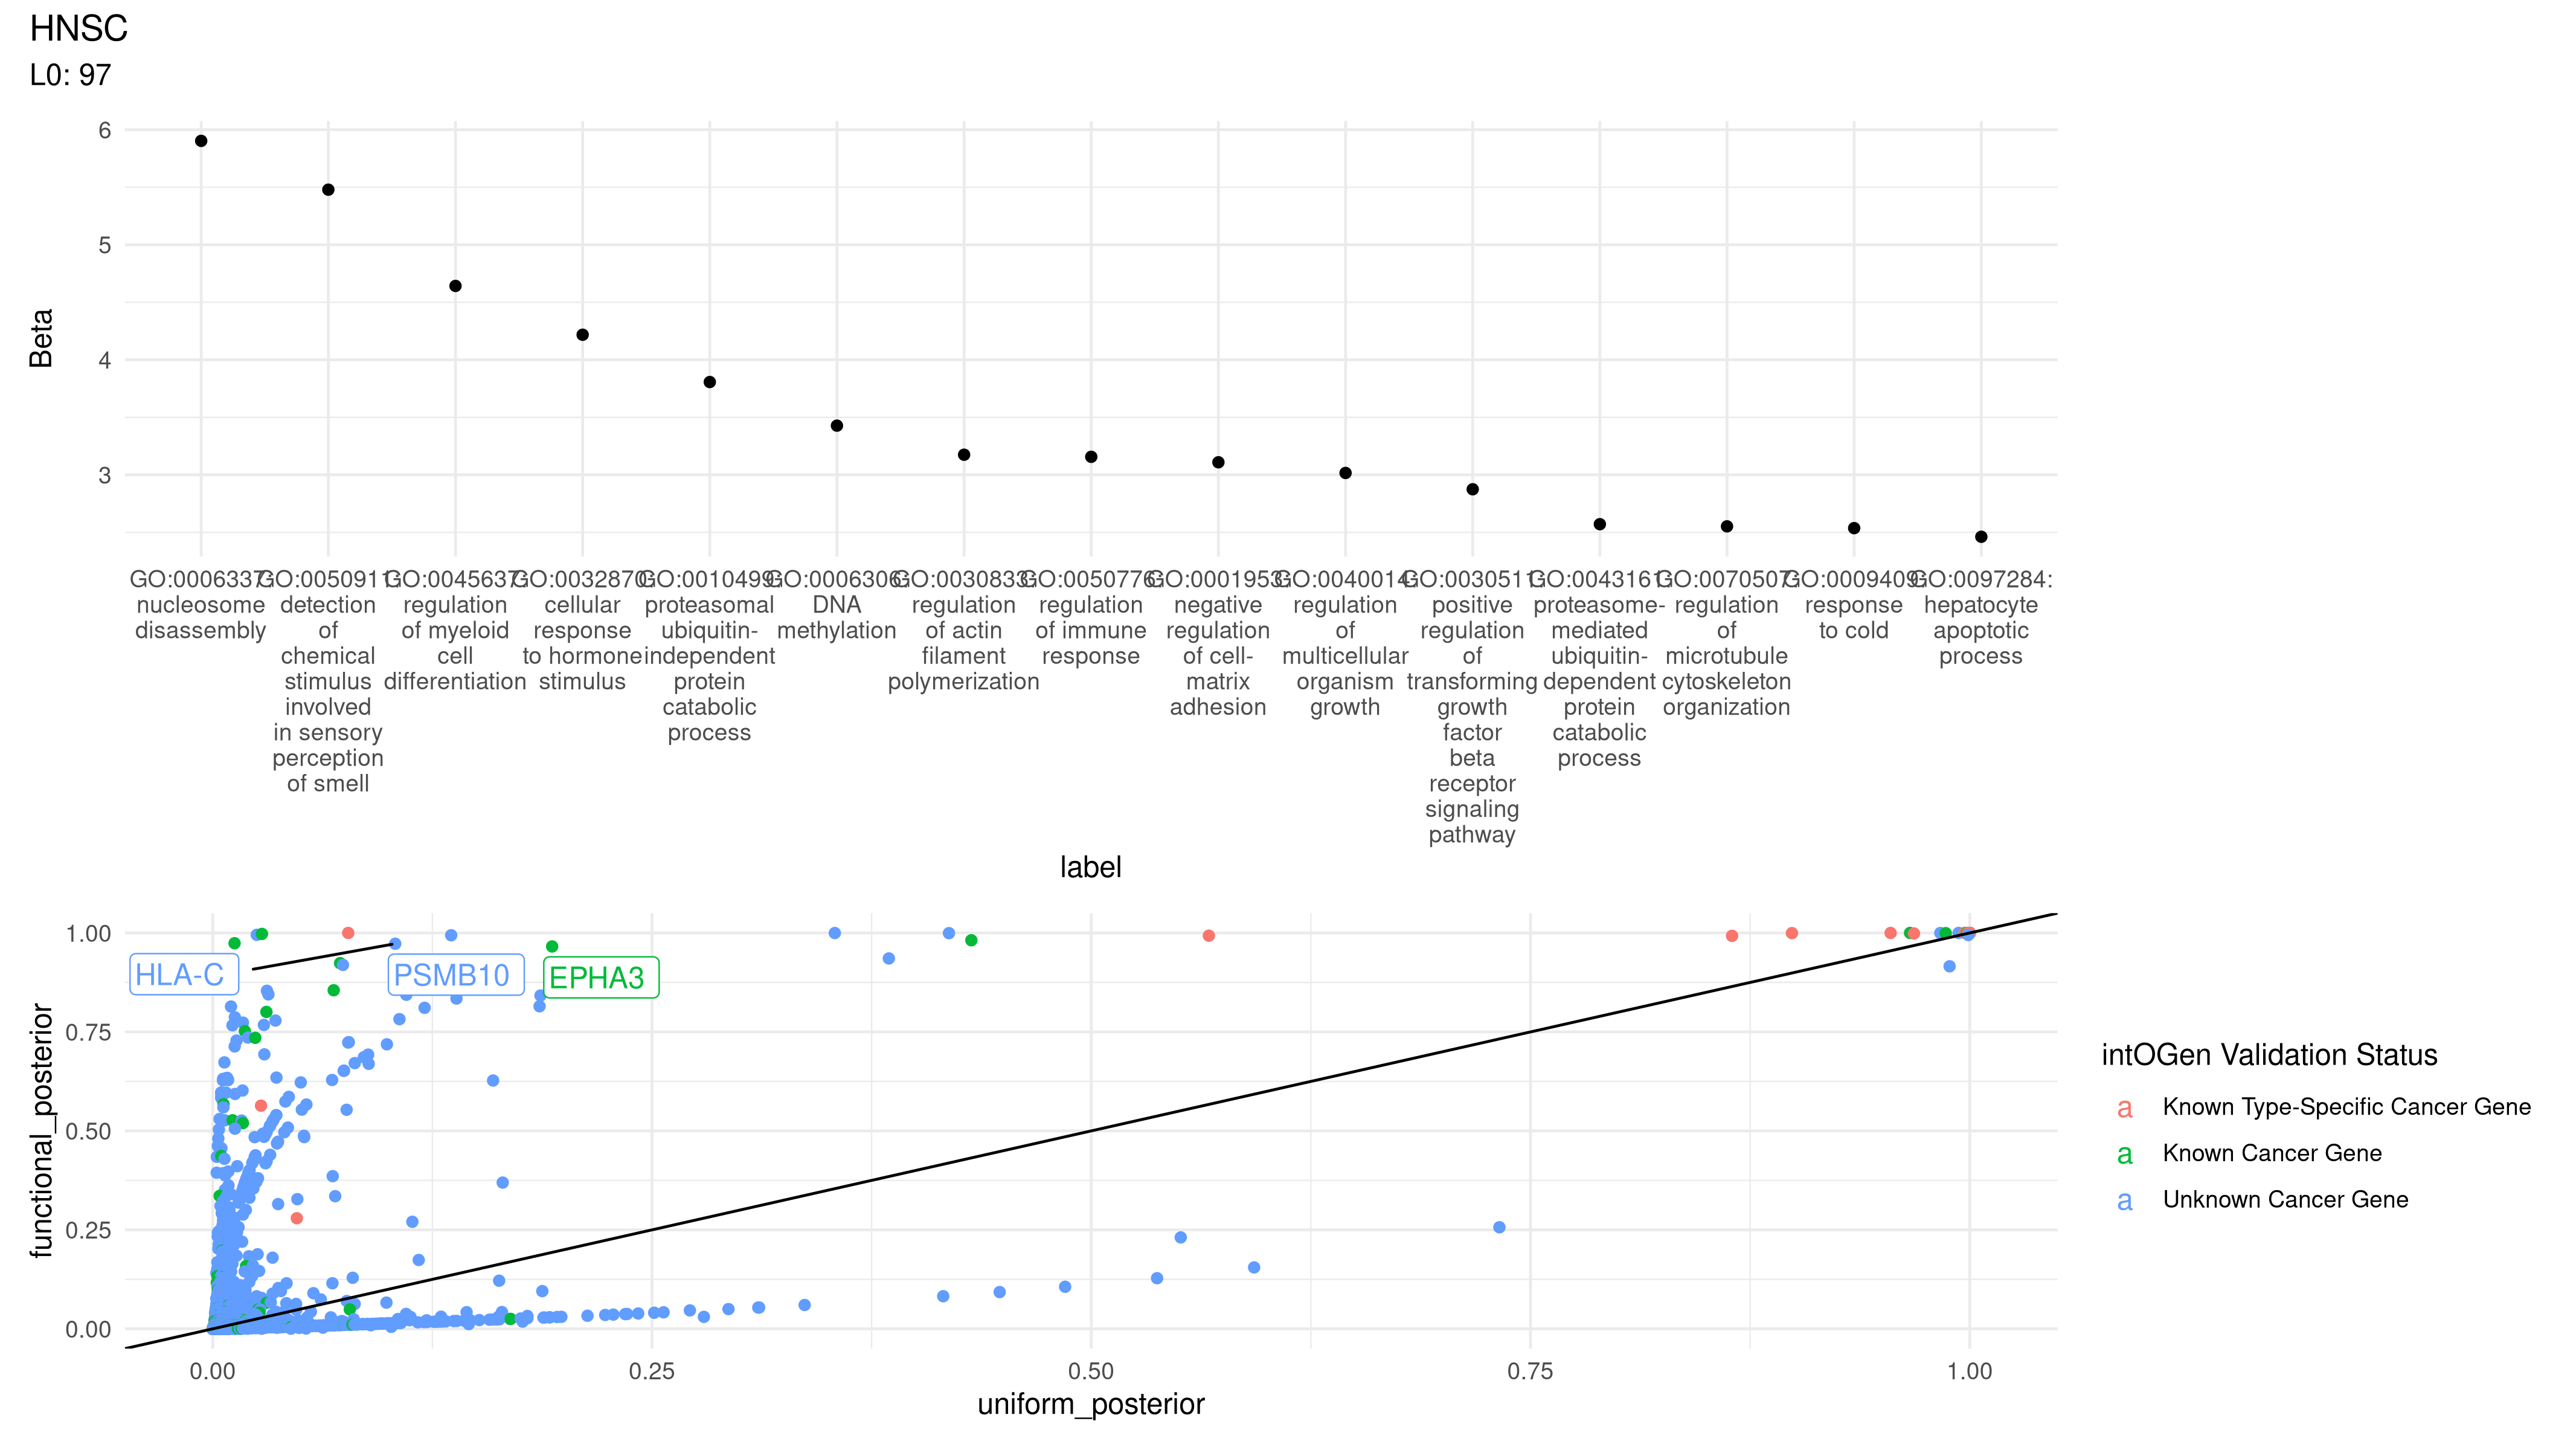 HNSC
L0: 97
Beta
6
5
4
3
GO:0006337:
nucleosome
disassembly
GO:0050911:
detection
of
chemical
stimulus
involved
in sensory
perception
of smell
GO:0045637:
regulation
of myeloid
cell
differentiation
GO:0032870:
cellular
response
to hormone
stimulus
GO:0010499:
proteasomal
ubiquitin-
independent
protein
catabolic
process
GO:0006306:
DNA
methylation
GO:0030833:
regulation
of actin
filament
polymerization
GO:0050776:
regulation
of immune
response
GO:0001953:
negative
regulation
of cell-
matrix
adhesion
GO:0040014:
regulation
of
multicellular
organism
growth
GO:0030511:
positive
regulation
of
transforming
growth
factor
beta
receptor
signaling
pathway
GO:0043161:
proteasome-
mediated
ubiquitin-
dependent
protein
catabolic
process
GO:0070507:
regulation
of
microtubule
cytoskeleton
organization
GO:0009409:
response
to cold
GO:0097284:
hepatocyte
apoptotic
process
label
functional_posterior
1.00
0.75
0.50
0.25
0.00
HLA-C
PSMB10
EPHA3
0.00
0.25
0.50
0.75
1.00
uniform_posterior
intOGen Validation Status
a Known Type-Specific Cancer Gene
a Known Cancer Gene
a Unknown Cancer Gene